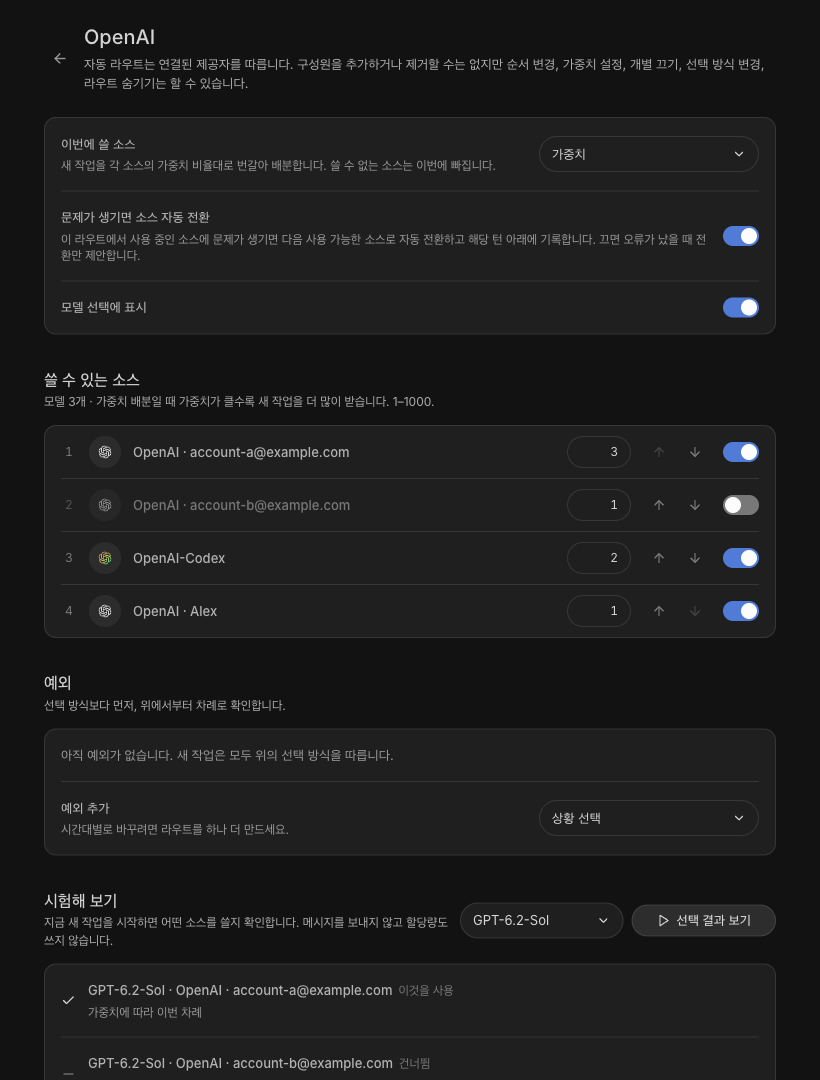 OpenAI
자동 라우트는 연결된 제공자를 따릅니다. 구성원을 추가하거나 제거할 수는 없지만 순서 변경, 가중치 설정, 개별 끄기, 선택 방식 변경,
라우트 숨기기는 할 수 있습니다.
이번에 쓸 소스
새 작업을 각 소스의 가중치 비율대로 번갈아 배분합니다. 쓸 수 없는 소스는 이번에 빠집니다.
가중치
문제가 생기면 소스 자동 전환
이 라우트에서 사용 중인 소스에 문제가 생기면 다음 사용 가능한 소스로 자동 전환하고 해당 턴 아래에 기록합니다. 끄면 오류가 났을 때 전
환만 제안합니다.
모델 선택에 표시
쓸 수 있는 소스
모델 3개 · 가중치 배분일 때 가중치가 클수록 새 작업을 더 많이 받습니다. 1–1000.
1 OpenAI · account-a@example.com 3
2 OpenAI · account-b@example.com 1
3 OpenAI-Codex 2
4 OpenAI · Alex 1
예외
선택 방식보다 먼저, 위에서부터 차례로 확인합니다.
아직 예외가 없습니다. 새 작업은 모두 위의 선택 방식을 따릅니다.
예외 추가
시간대별로 바꾸려면 라우트를 하나 더 만드세요.
상황 선택
시험해 보기
지금 새 작업을 시작하면 어떤 소스를 쓸지 확인합니다. 메시지를 보내지 않고 할당량도
쓰지 않습니다.
GPT-6.2-Sol
선택 결과 보기
GPT-6.2-Sol · OpenAI · account-a@example.com 이것을 사용
가중치에 따라 이번 차례
GPT-6.2-Sol · OpenAI · account-b@example.com 건너뜀